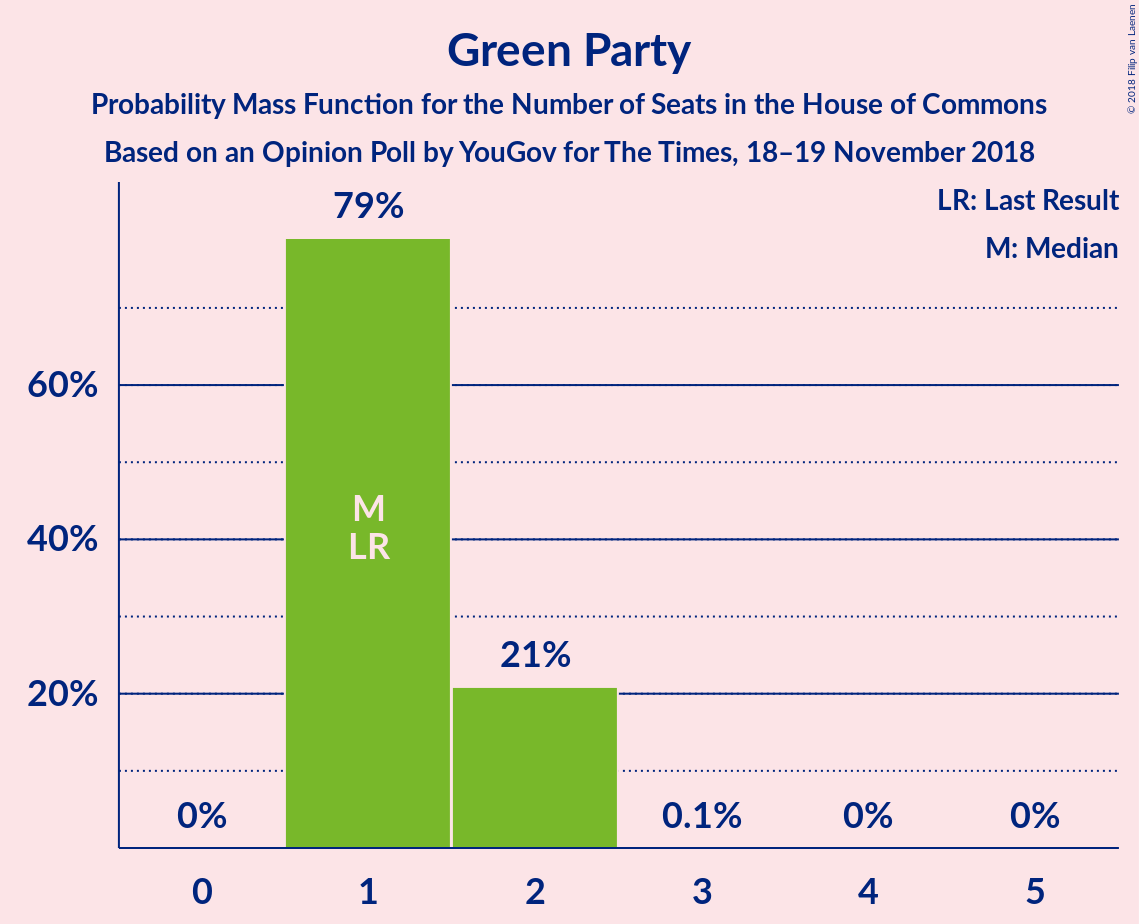 Green Party
Probability Mass Function for the Number of Seats in the House of Commons
Based on an Opinion Poll by YouGov for The Times, 18–19 November 2018
© 2018 Filip van Laenen
LR: Last Result
M: Median
79%
60%
40%
20%
M
LR
21%
0%
0.1%
0%
0%
0
1
2
3
4
5